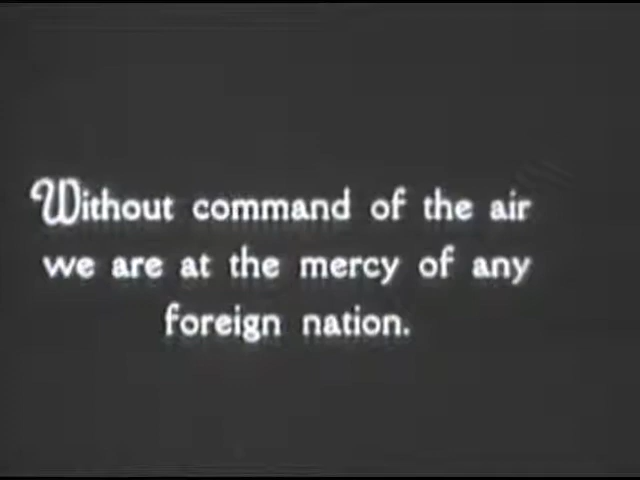 Without command of the air
we are at the mercy of any
foreign nation.